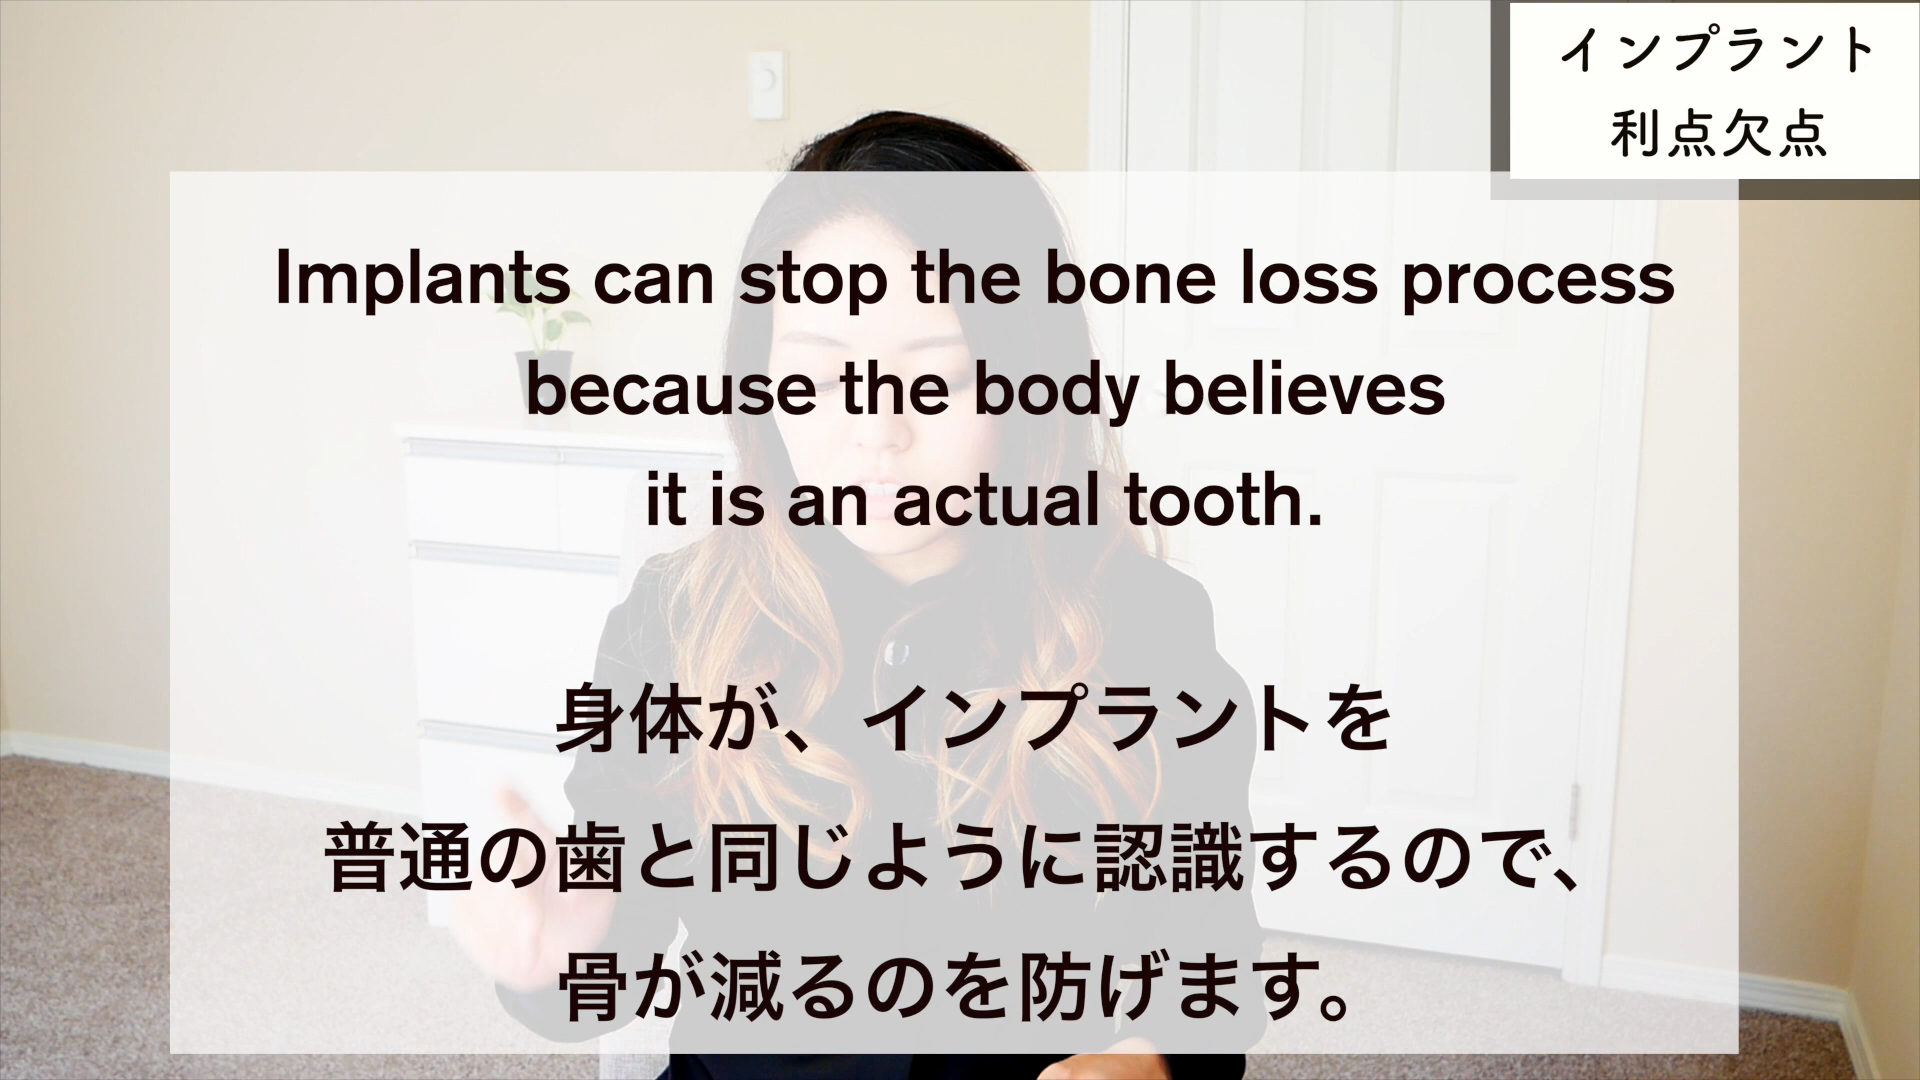 インプラント
利点欠点
Implants can stop the bone loss process
because the body believes
it is an actual tooth.
身体が、インプラントを
普通の歯と同じように認識するので、
骨が減るのを防げます。